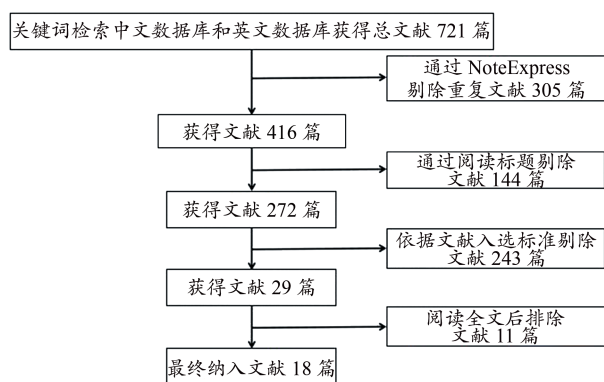 关键词检索中文数据库和英文数据库获得总文献 721 篇
通过 NoteExpress
剔除重复文献 305 篇
获得文献 416 篇
通过阅读标题剔除
文献 144 篇
获得文献 272 篇
依据文献入选标准剔除
文献 243 篇
获得文献 29 篇
阅读全文后排除
文献 11 篇
最终纳入文献 18 篇